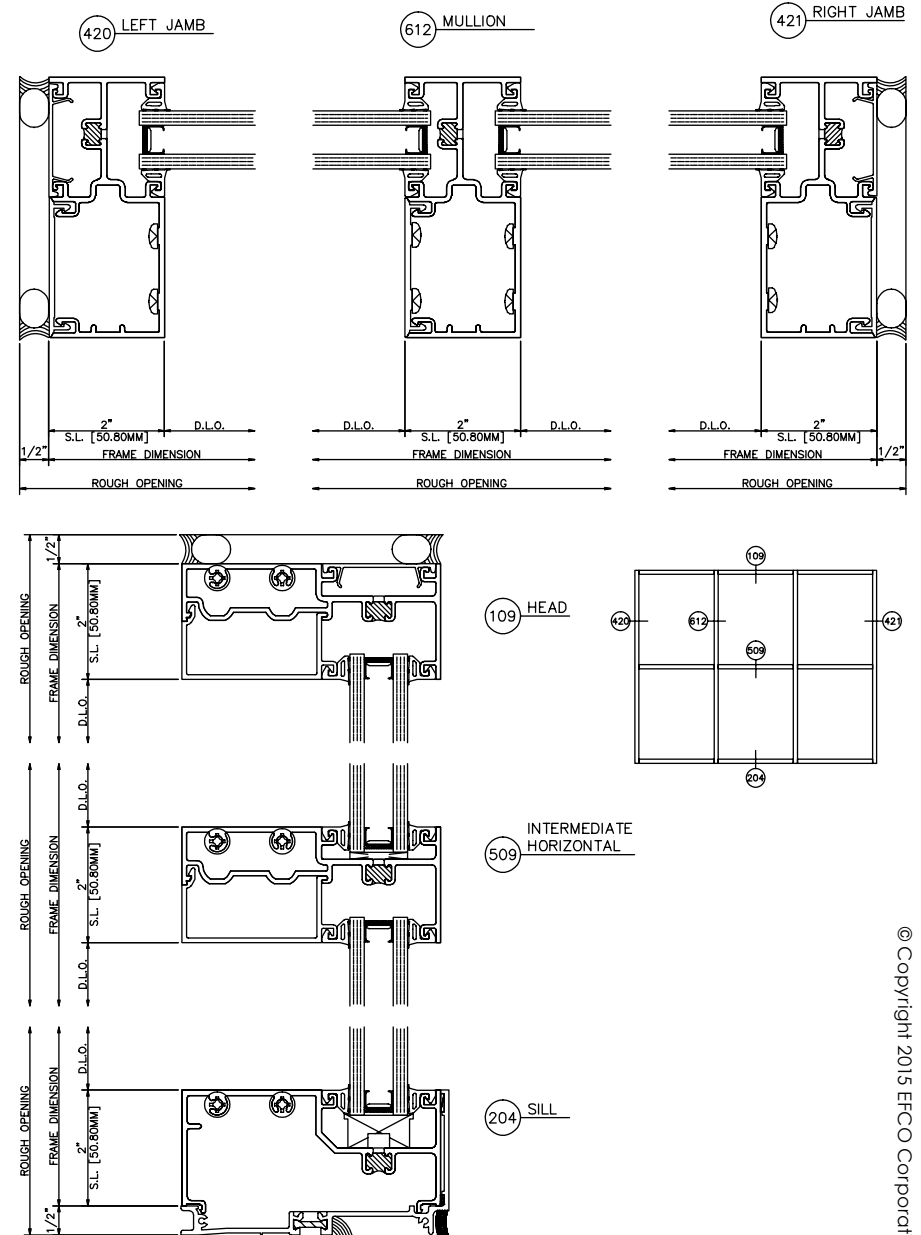 420 LEFT JAMB
612 MULLION
421 RIGHT JAMB
2" D.L.O.
S.L. [50.80MM]
1/2" FRAME DIMENSION
ROUGH OPENING
D.L.O. 2" D.L.O.
S.L. [50.80MM]
FRAME DIMENSION
ROUGH OPENING
D.L.O. 2"
S.L. [50.80MM]
FRAME DIMENSION 1/2"
ROUGH OPENING
ROUGH OPENING
FRAME DIMENSION
1/2"
2"
S.L. [50.80MM]
D.L.O.
109 HEAD
109
420
612
421
509
204
ROUGH OPENING
FRAME DIMENSION
D.L.O.
2"
S.L. [50.80MM]
D.L.O.
509 INTERMEDIATE
HORIZONTAL
ROUGH OPENING
FRAME DIMENSION
D.L.O.
2"
S.L. [50.80MM]
1/2"
204 SILL
© Copyright 2015 EFCO Corporat